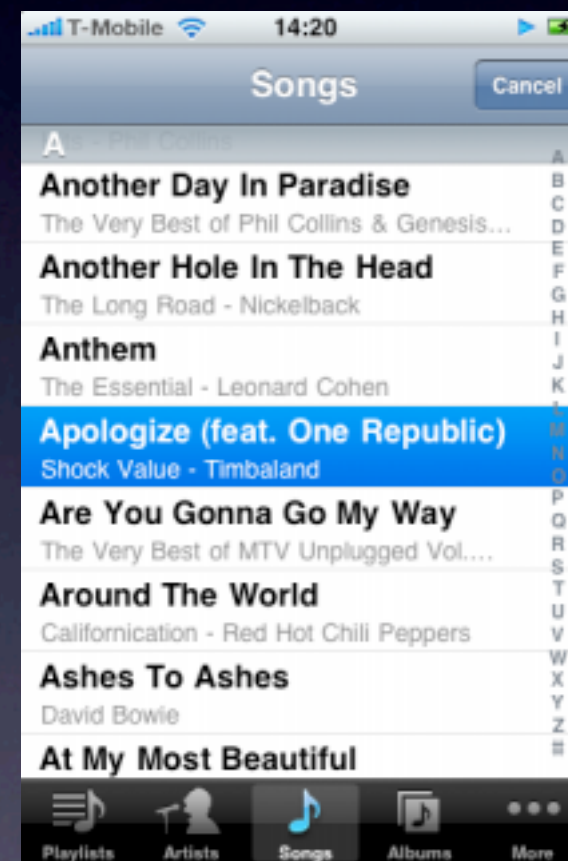 T-Mobile 14:20
Songs Cancel
A
- Phil Collins
Another Day In Paradise
The Very Best of Phil Collins & Genesis...
Another Hole In The Head
The Long Road - Nickelback
Anthem
The Essential - Leonard Cohen
Apologize (feat. One Republic)
Shock Value - Timbaland
Are You Gonna Go My Way
The Very Best of MTV Unplugged Vol....
Around The World
Californication - Red Hot Chili Peppers
Ashes To Ashes
David Bowie
At My Most Beautiful
A
B
C
D
E
F
G
H
I
J
K
L
M
N
O
P
Q
R
S
T
U
V
W
X
Y
Z
#
Playlists Artists Songs Albums More